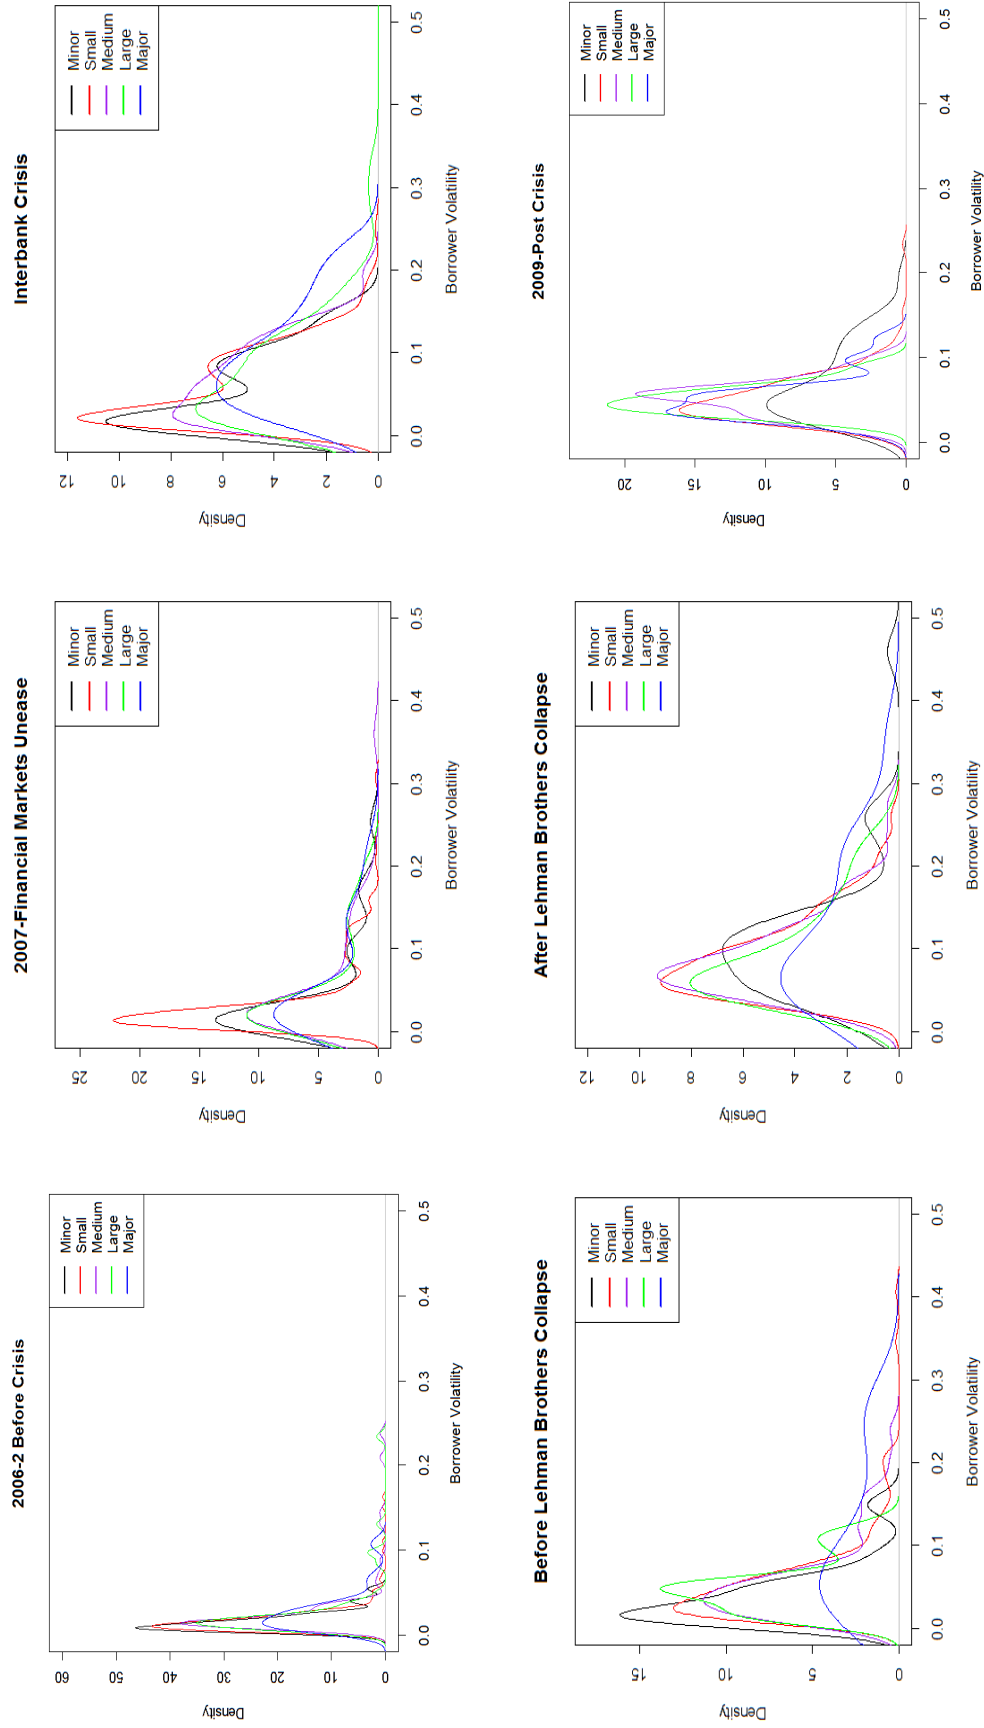 2006-2 Before Crisis
Density
0
10
20
30
40
50
60
0.0
0.1
0.2
0.3
0.4
0.5
Borrower Volatility
Minor
Small
Medium
Large
Major
2007-Financial Markets Unease
Density
0
5
10
15
20
25
0.0
0.1
0.2
0.3
0.4
0.5
Borrower Volatility
Minor
Small
Medium
Large
Major
Interbank Crisis
Density
0
2
4
6
8
10
12
0.0
0.1
0.2
0.3
0.4
0.5
Borrower Volatility
Minor
Small
Medium
Large
Major
Before Lehman Brothers Collapse
Density
0
5
10
15
0.0
0.1
0.2
0.3
0.4
0.5
Borrower Volatility
Minor
Small
Medium
Large
Major
After Lehman Brothers Collapse
Density
0
2
4
6
8
10
12
0.0
0.1
0.2
0.3
0.4
0.5
Borrower Volatility
Minor
Small
Medium
Large
Major
2009-Post Crisis
Density
0
5
10
15
20
0.0
0.1
0.2
0.3
0.4
0.5
Borrower Volatility
Minor
Small
Medium
Large
Major